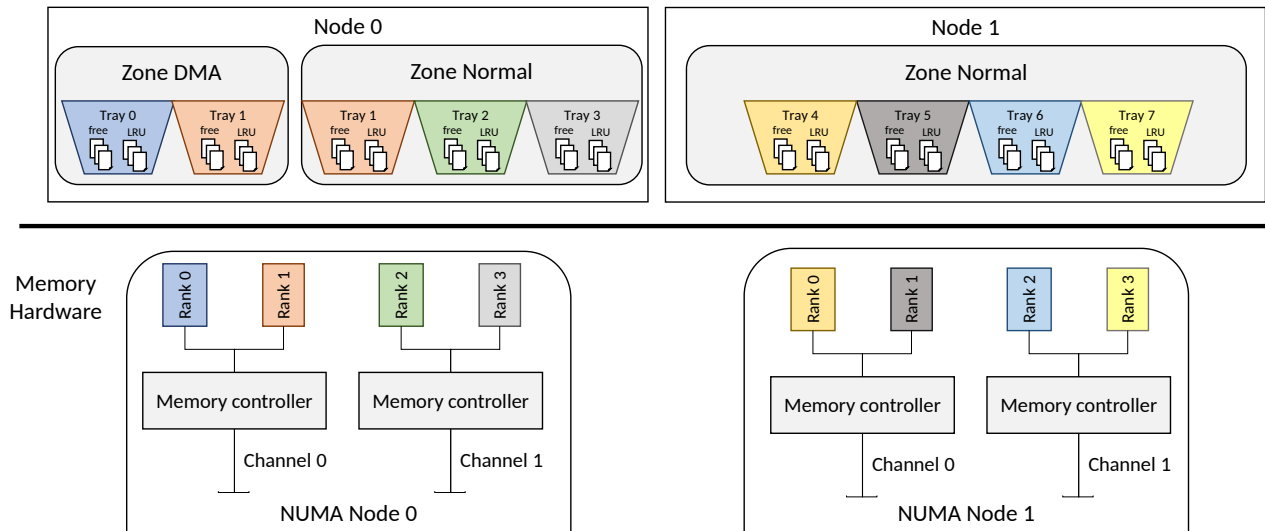 Node 0
Zone DMA
Tray 0
free LRU
Tray 1
free LRU
Zone Normal
Tray 1
free LRU
Tray 2
free LRU
Tray 3
free LRU
Node 1
Zone Normal
Tray 4
free LRU
Tray 5
free LRU
Tray 6
free LRU
Tray 7
free LRU
Memory
Hardware
Rank 0
Rank 1
Rank 2
Rank 3
Memory controller
Memory controller
Channel 0
Channel 1
NUMA Node 0
Rank 0
Rank 1
Rank 2
Rank 3
Memory controller
Memory controller
Channel 0
Channel 1
NUMA Node 1